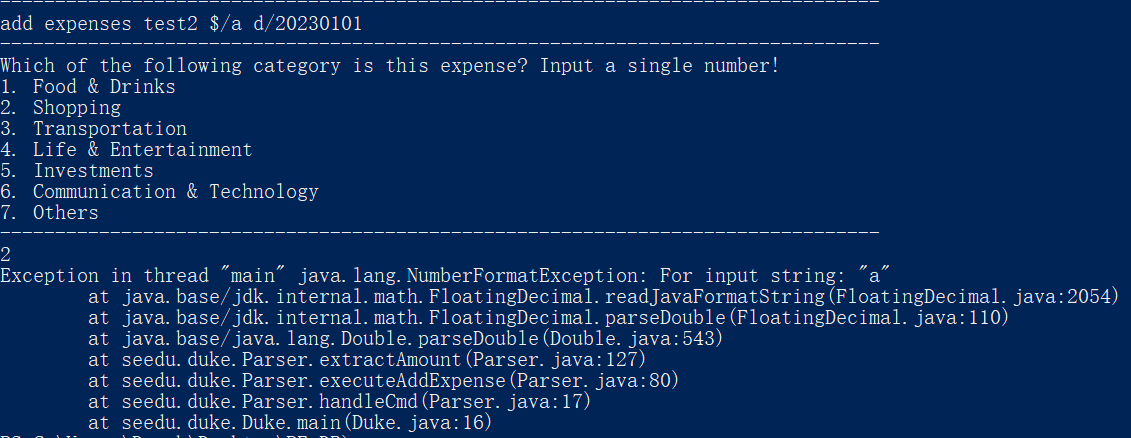 --------------------------------------------------------------------------------
add expenses test2 $/a d/20230101
--------------------------------------------------------------------------------
Which of the following category is this expense? Input a single number!
1. Food & Drinks
2. Shopping
3. Transportation
4. Life & Entertainment
5. Investments
6. Communication & Technology
7. Others
--------------------------------------------------------------------------------
2
Exception in thread "main" java.lang.NumberFormatException: For input string: "a"
        at java.base/jdk.internal.math.FloatingDecimal.readJavaFormatString(FloatingDecimal.java:2054)
        at java.base/jdk.internal.math.FloatingDecimal.parseDouble(FloatingDecimal.java:110)
        at java.base/java.lang.Double.parseDouble(Double.java:543)
        at seedu.duke.Parser.extractAmount(Parser.java:127)
        at seedu.duke.Parser.executeAddExpense(Parser.java:80)
        at seedu.duke.Parser.handleCmd(Parser.java:17)
        at seedu.duke.Duke.main(Duke.java:16)